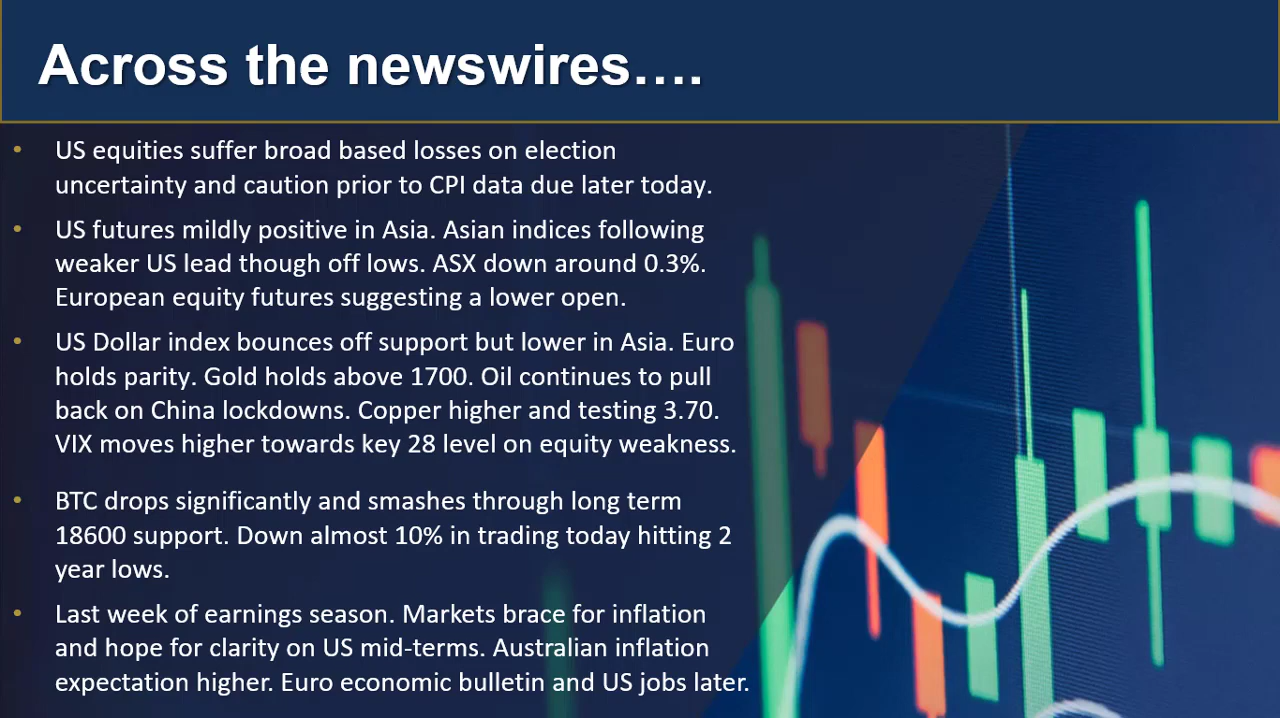 Across the newswires….
• US equities suffer broad based losses on election
uncertainty and caution prior to CPI data due later today.
• US futures mildly positive in Asia. Asian indices following
weaker US lead though off lows. ASX down around 0.3%.
European equity futures suggesting a lower open.
• US Dollar index bounces off support but lower in Asia. Euro
holds parity. Gold holds above 1700. Oil continues to pull
back on China lockdowns. Copper higher and testing 3.70.
VIX moves higher towards key 28 level on equity weakness.
• BTC drops significantly and smashes through long term
18600 support. Down almost 10% in trading today hitting 2
year lows.
• Last week of earnings season. Markets brace for inflation
and hope for clarity on US mid-terms. Australian inflation
expectation higher. Euro economic bulletin and US jobs later.